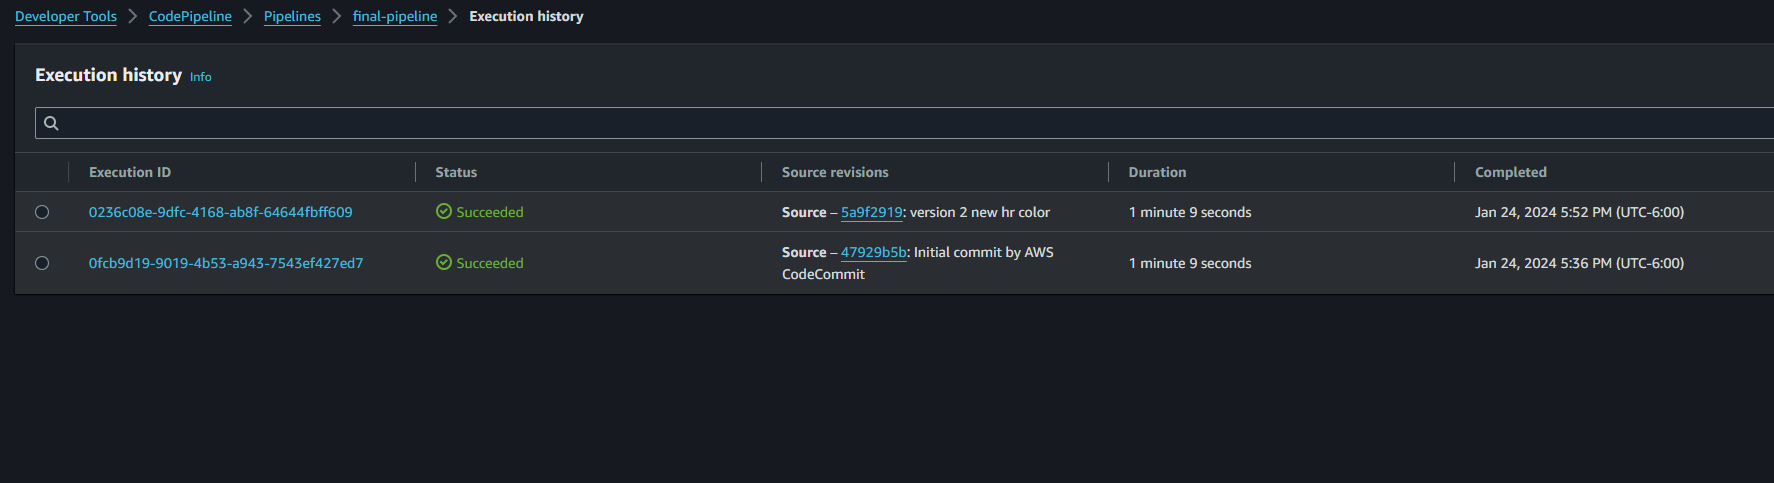 Developer Tools > CodePipeline > Pipelines > final-pipeline > Execution history
Execution history Info
Execution ID Status Source revisions Duration Completed
0236c08e-9dfc-4168-ab8f-64644fbff609 Succeeded Source – 5a9f2919: version 2 new hr color 1 minute 9 seconds Jan 24, 2024 5:52 PM (UTC-6:00)
0fcb9d19-9019-4b53-a943-7543ef427ed7 Succeeded Source – 47929b5b: Initial commit by AWS 1 minute 9 seconds Jan 24, 2024 5:36 PM (UTC-6:00)
CodeCommit